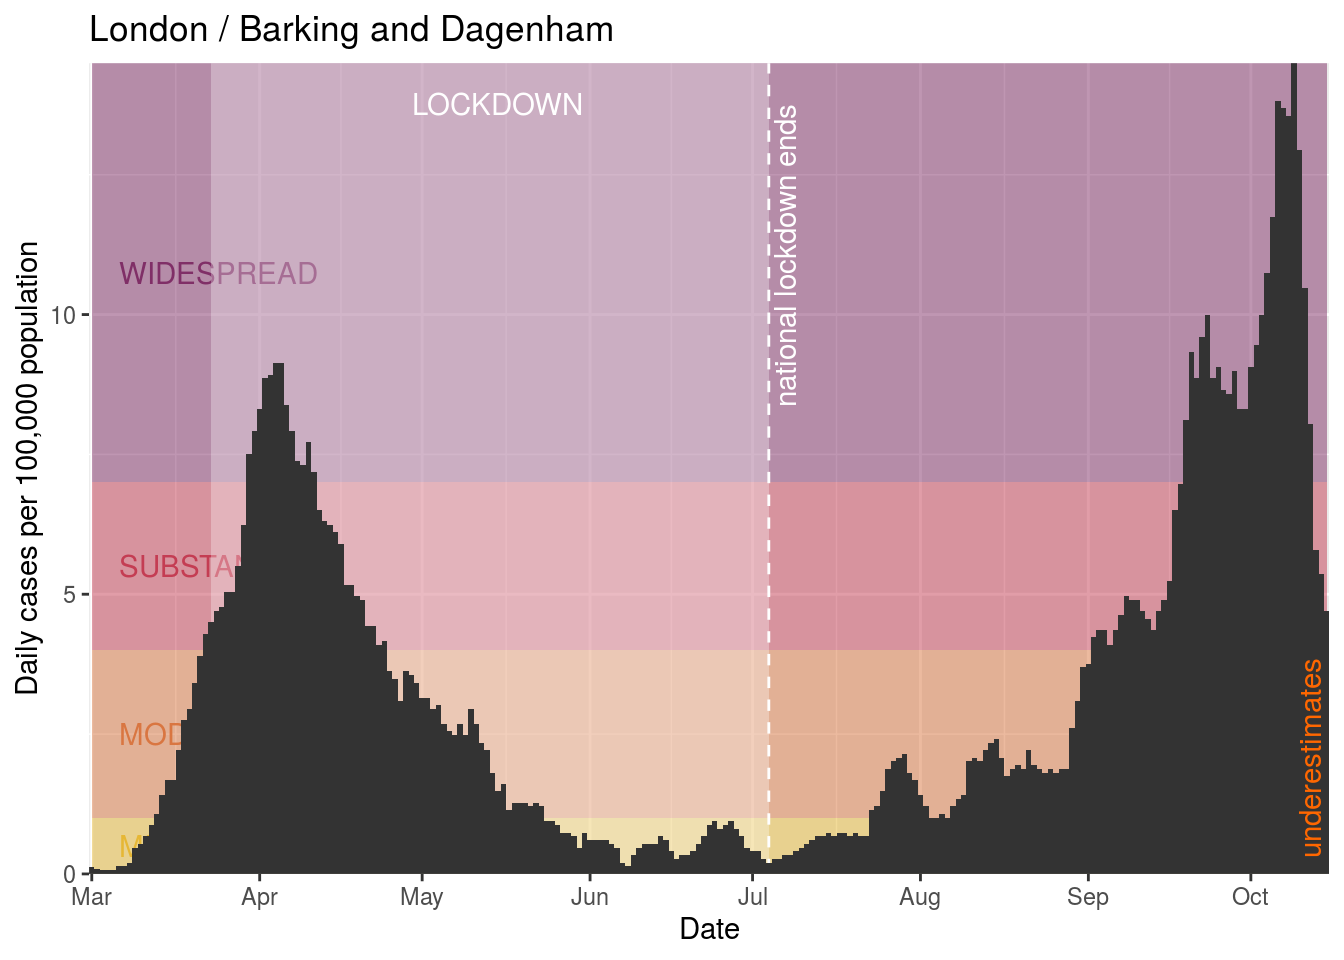 London / Barking and Dagenham
LOCKDOWN
national lockdown ends
WIDESPREAD
SUBSTAN
MOD
M
underestimates
Daily cases per 100,000 population
10
5
0
Mar
Apr
May
Jun
Jul
Aug
Sep
Oct
Date